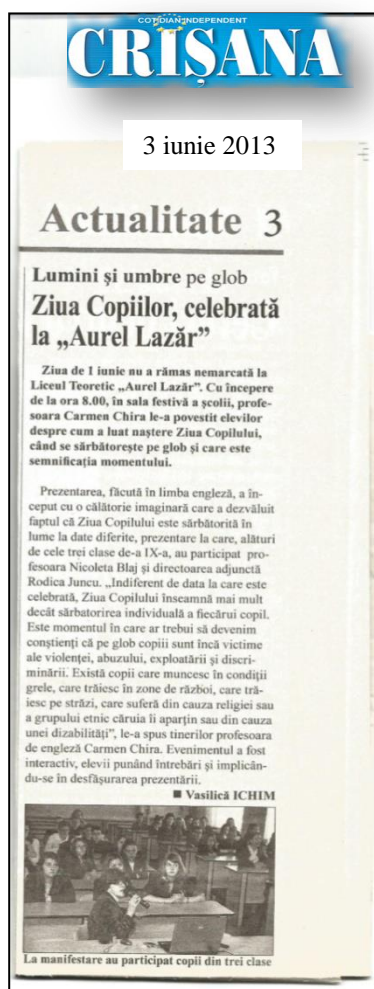 COTIDIAN INDEPENDENT
CRIȘANA
3 iunie 2013
Actualitate 3
Lumini și umbre pe glob
Ziua Copiilor, celebrată
la „Aurel Lazăr”
Ziua de 1 iunie nu a rămas nemarcată la
Liceul Teoretic „Aurel Lazăr”. Cu începere
de la ora 8.00, în sala festivă a școlii, profe-
soara Carmen Chira le-a povestit elevilor
despre cum a luat naștere Ziua Copilului,
când se sărbătorește pe glob și care este
semnificația momentului.
Prezentarea, făcută în limba engleză, a în-
ceput cu o călătorie imaginară care a dezvăluit
faptul că Ziua Copilului este sărbătorită în
lume la date diferite, prezentare la care, alături
de cele trei clase de-a IX-a, au participat pro-
fesoara Nicoleta Blaj și directoarea adjunctă
Rodica Juncu. „Indiferent de data la care este
celebrată, Ziua Copilului înseamnă mai mult
decât sărbatorirea individuală a fiecărui copil.
Este momentul în care ar trebui să devenim
conștienți că pe glob copiii sunt încă victime
ale violenței, abuzului, exploatării și discri-
minării. Există copii care muncesc în condiții
grele, care trăiesc în zone de război, care tră-
iesc pe străzi, care suferă din cauza religiei sau
a grupului etnic căruia îi aparțin sau din cauza
unei dizabilități”, le-a spus tinerilor profesoara
de engleză Carmen Chira. Evenimentul a fost
interactiv, elevii punând întrebări și implicân-
du-se în desfășurarea prezentării.
■ Vasilică ICHIM
La manifestare au participat copii din trei clase